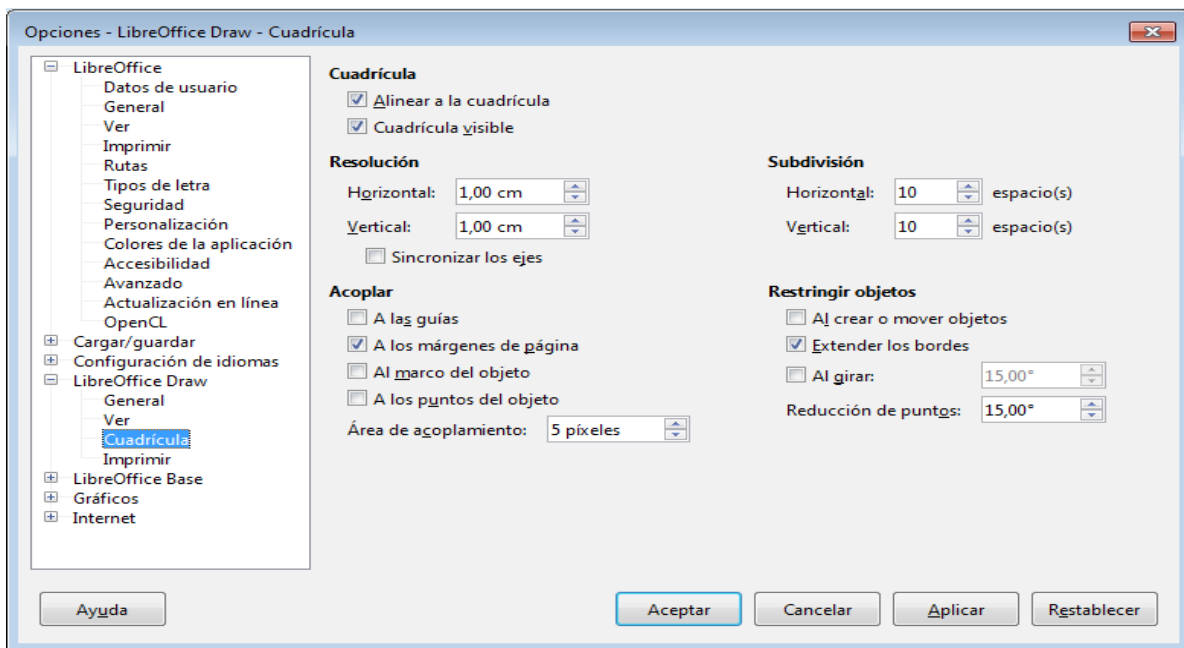 Opciones - LibreOffice Draw - Cuadrícula
LibreOffice
Datos de usuario
General
Ver
Imprimir
Rutas
Tipos de letra
Seguridad
Personalización
Colores de la aplicación
Accesibilidad
Avanzado
Actualización en línea
OpenCL
Cargar/guardar
Configuración de idiomas
LibreOffice Draw
General
Ver
Cuadrícula
Imprimir
LibreOffice Base
Gráficos
Internet
Cuadrícula
Alinear a la cuadrícula
Cuadrícula visible
Resolución
Horizontal: 1,00 cm
Vertical: 1,00 cm
Sincronizar los ejes
Subdivisión
Horizontal: 10 espacio(s)
Vertical: 10 espacio(s)
Acoplar
A las guías
A los márgenes de página
Al marco del objeto
A los puntos del objeto
Área de acoplamiento: 5 píxeles
Restringir objetos
Al crear o mover objetos
Extender los bordes
Al girar: 15,00°
Reducción de puntos: 15,00°
Ayuda Aceptar Cancelar Aplicar Restablecer